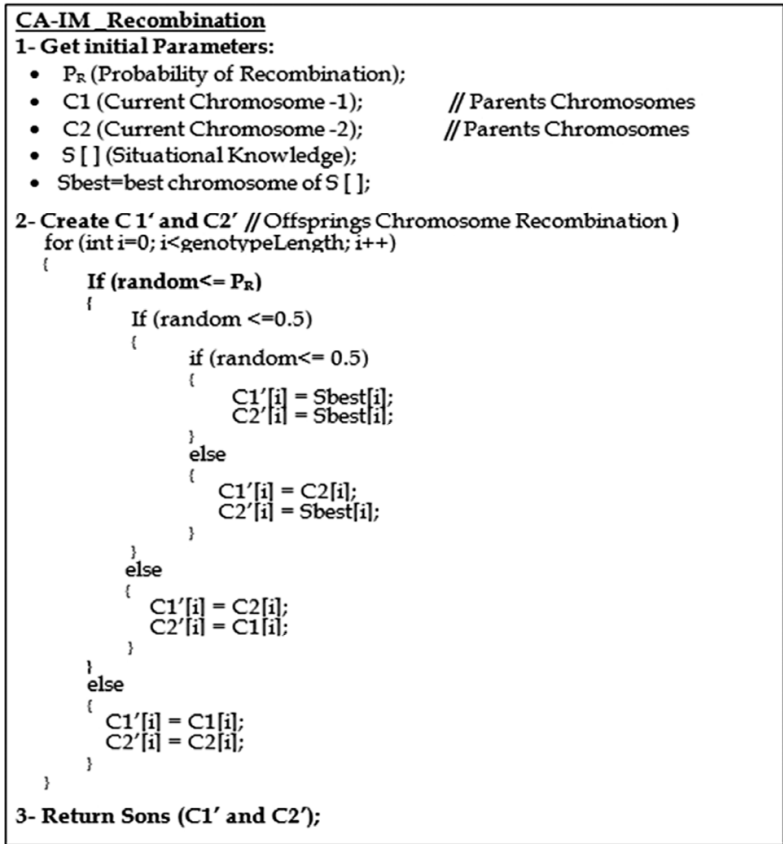 CA-IM_Recombination
1- Get initial Parameters:
• PR (Probability of Recombination);
• C1 (Current Chromosome -1); // Parents Chromosomes
• C2 (Current Chromosome -2); // Parents Chromosomes
• S [ ] (Situational Knowledge);
• Sbest=best chromosome of S [ ];
2- Create C 1′ and C2′ //Offsprings Chromosome Recombination )
for (int i=0; i<genotypeLength; i++)
{
If (random<= PR)
{
If (random <=0.5)
{
if (random<= 0.5)
{
C1′[i] = Sbest[i];
C2′[i] = Sbest[i];
}
else
{
C1′[i] = C2[i];
C2′[i] = Sbest[i];
}
}
else
{
C1′[i] = C2[i];
C2′[i] = C1[i];
}
}
else
{
C1′[i] = C1[i];
C2′[i] = C2[i];
}
}
3- Return Sons (C1′ and C2′);